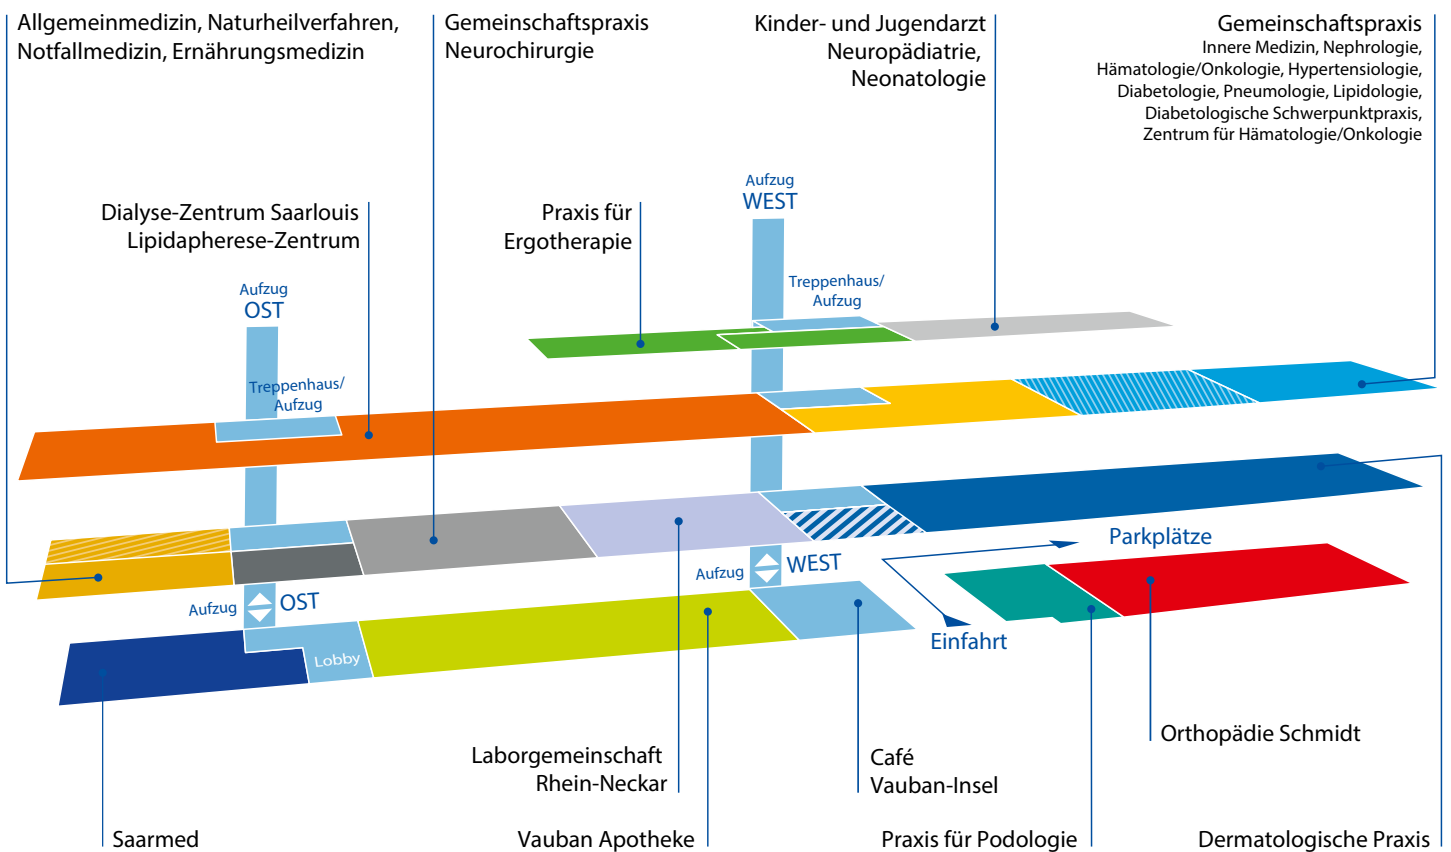 Allgemeinmedizin, Naturheilverfahren,
Notfallmedizin, Ernährungsmedizin
Gemeinschaftspraxis
Neurochirurgie
Kinder- und Jugendarzt
Neuropädiatrie,
Neonatologie
Gemeinschaftspraxis
Innere Medizin, Nephrologie,
Hämatologie/Onkologie, Hypertensiologie,
Diabetologie, Pneumologie, Lipidologie,
Diabetologische Schwerpunktpraxis,
Zentrum für Hämatologie/Onkologie
Dialyse-Zentrum Saarlouis
Lipidapherese-Zentrum
Praxis für
Ergotherapie
Aufzug
WEST
Treppenhaus/
Aufzug
Aufzug
OST
Treppenhaus/
Aufzug
Parkplätze
Aufzug
WEST
Aufzug
OST
Einfahrt
Lobby
Orthopädie Schmidt
Laborgemeinschaft
Rhein-Neckar
Café
Vauban-Insel
Saarmed
Vauban Apotheke
Praxis für Podologie
Dermatologische Praxis